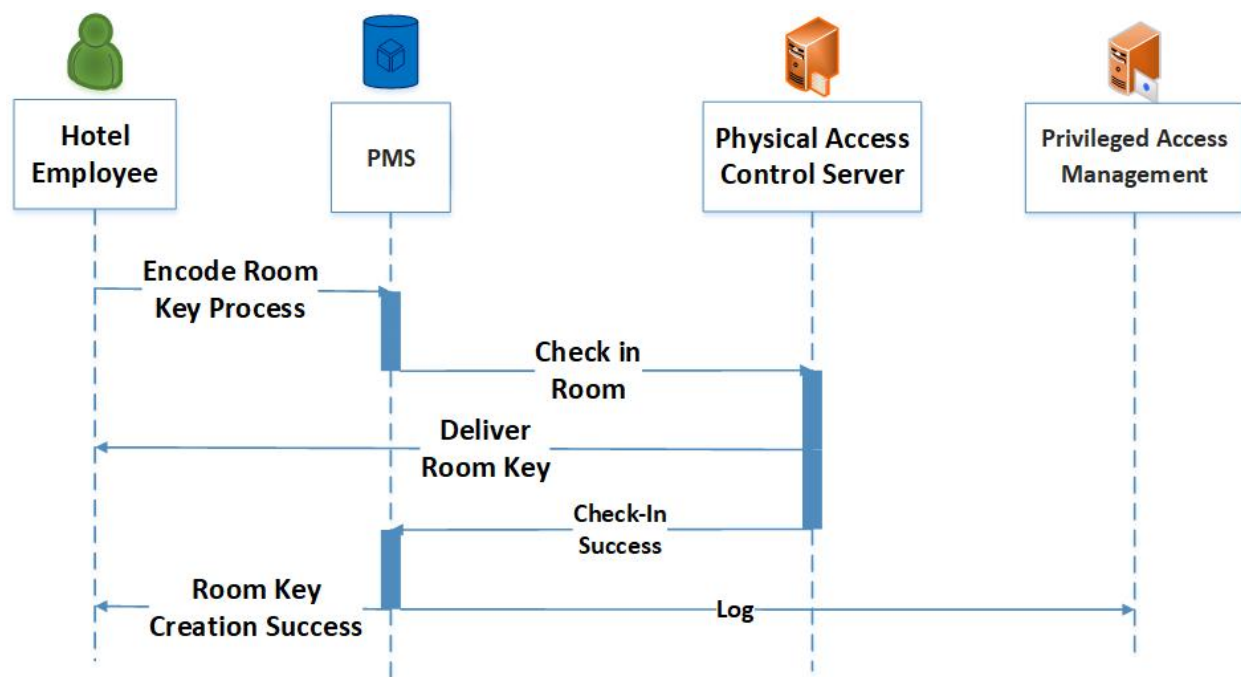 Hotel
Employee
PMS
Physical Access
Control Server
Privileged Access
Management
Encode Room
Key Process
Check in
Room
Deliver
Room Key
Check-In
Success
Room Key
Creation Success
Log